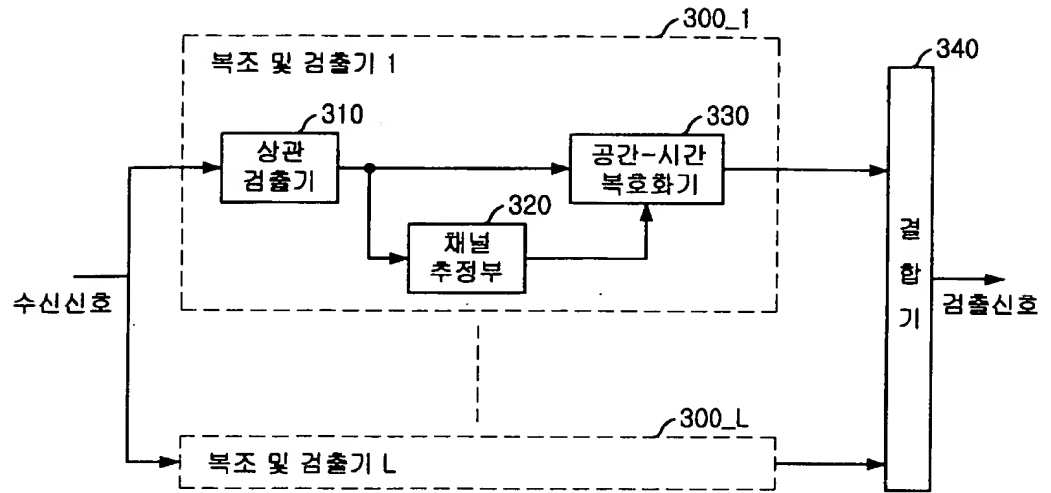 300_1
340
복조 및 검출기 1
310
330
상관
검출기
공간-시간
복호화기
320
채널
추정부
결
합
기
수신신호
검출신호
300_L
복조 및 검출기 L